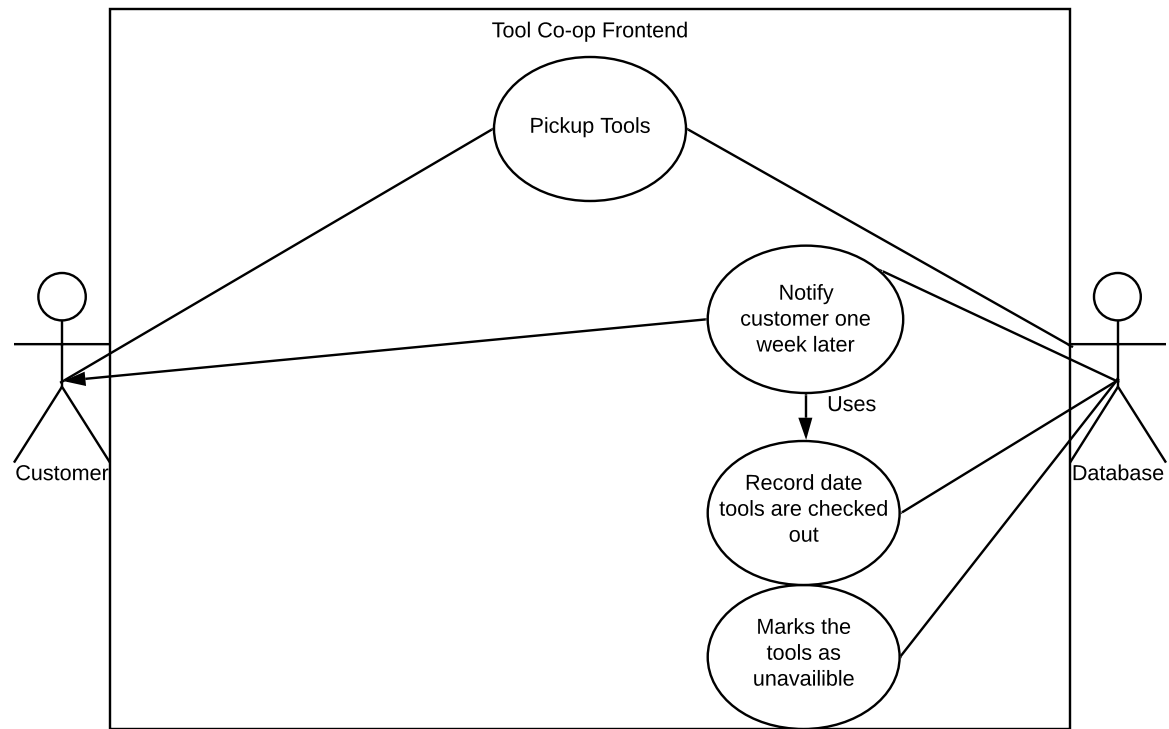 Tool Co-op Frontend
Pickup Tools
Notify
customer one
week later
Uses
Customer
Database
Record date
tools are checked
out
Marks the
tools as
unavailible